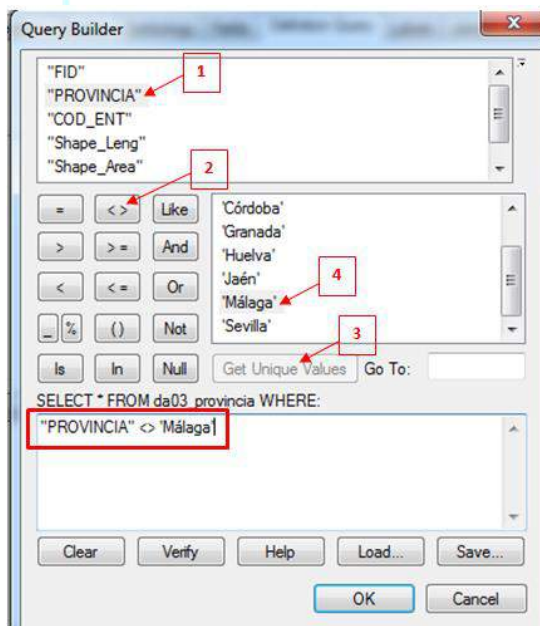 Query Builder
"FID"
1
"PROVINCIA"
"COD_ENT"
"Shape_Leng"
2
"Shape_Area"
= <> Like
'Córdoba'
'Granada'
> >= And
'Huelva'
'Jaén'
4
< <= Or
'Málaga'
'Sevilla'
3
_ % () Not
Is In Null Get Unique Values Go To:
SELECT * FROM da03_provincia WHERE:
"PROVINCIA" <> 'Málaga'
Clear Verify Help Load... Save...
OK Cancel